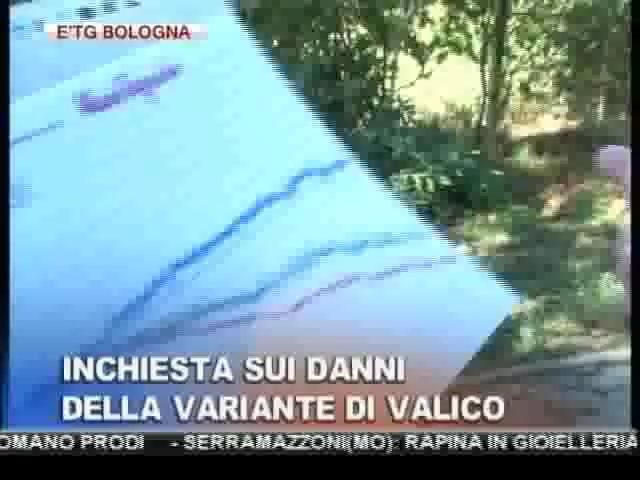 E'TG BOLOGNA
INCHIESTA SUI DANNI
DELLA VARIANTE DI VALICO
OMANO PRODI - SERRAMAZZONI(MO): RAPINA IN GIOIELLERIA